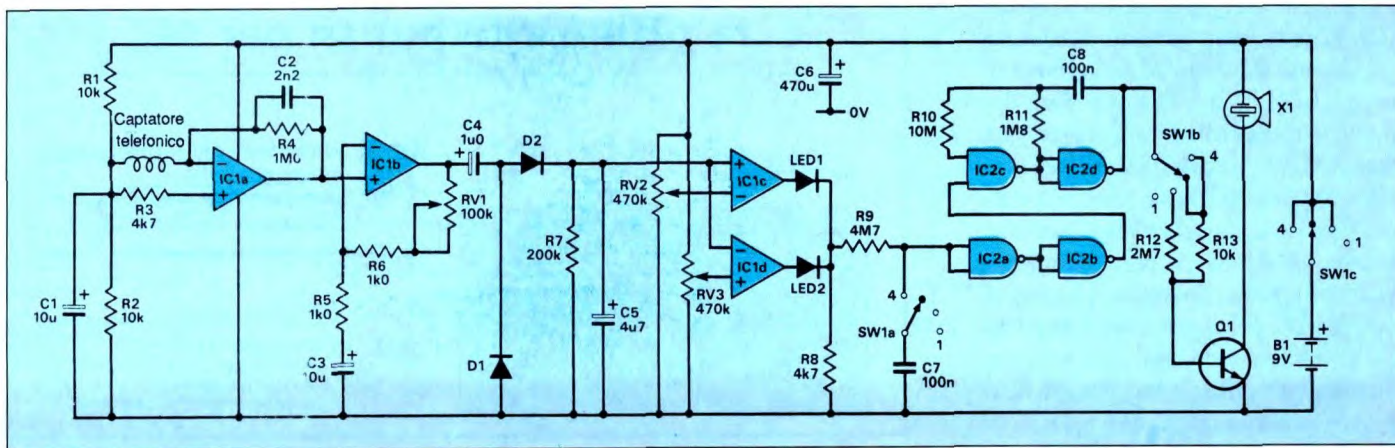 R1
10k
C2
2n2
Captatore
telefonico
R4
1M0
IC1a
R3
4k7
C1
10u
R2
10k
IC1b
C4
1u0
D2
RV1
100k
R6
1k0
R5
1k0
C3
10u
D1
R7
200k
C5
4u7
C6
470u
0V
RV2
470k
RV3
470k
IC1c
LED1
IC1d
LED2
R9
4M7
R8
4k7
4
SW1a
1
C7
100n
R10
10M
R11
1M8
C8
100n
IC2c
IC2d
IC2a
IC2b
SW1b
4
1
R12
2M7
R13
10k
X1
Q1
4
1
SW1c
B1
9V